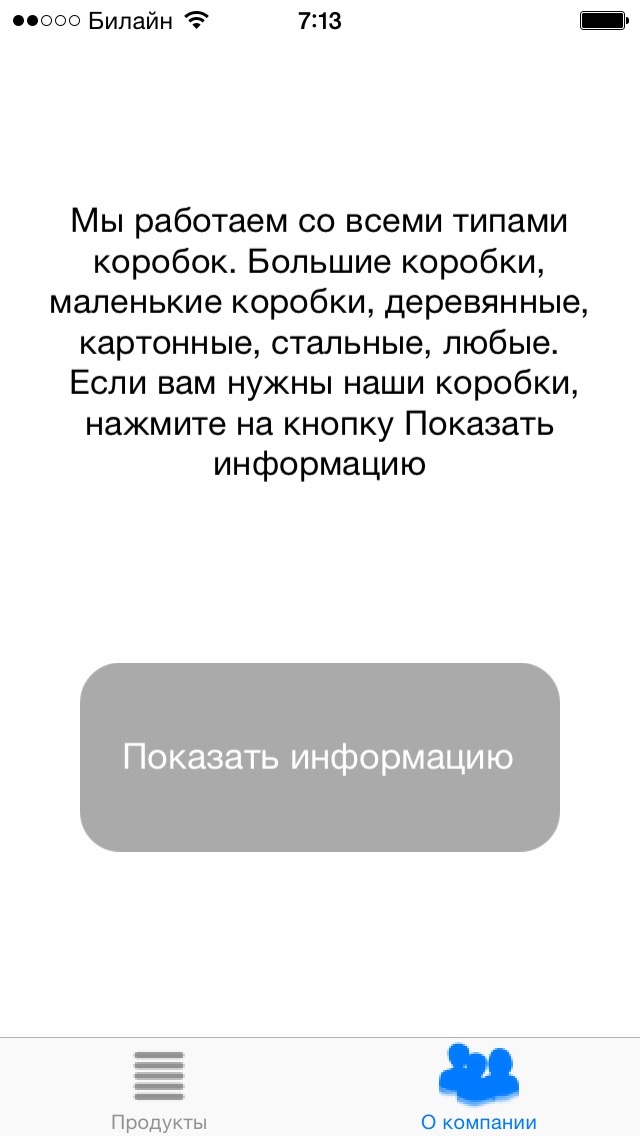 Билайн 7:13
Мы работаем со всеми типами
коробок. Большие коробки,
маленькие коробки, деревянные,
картонные, стальные, любые.
Если вам нужны наши коробки,
нажмите на кнопку Показать
информацию
Показать информацию
Продукты О компании